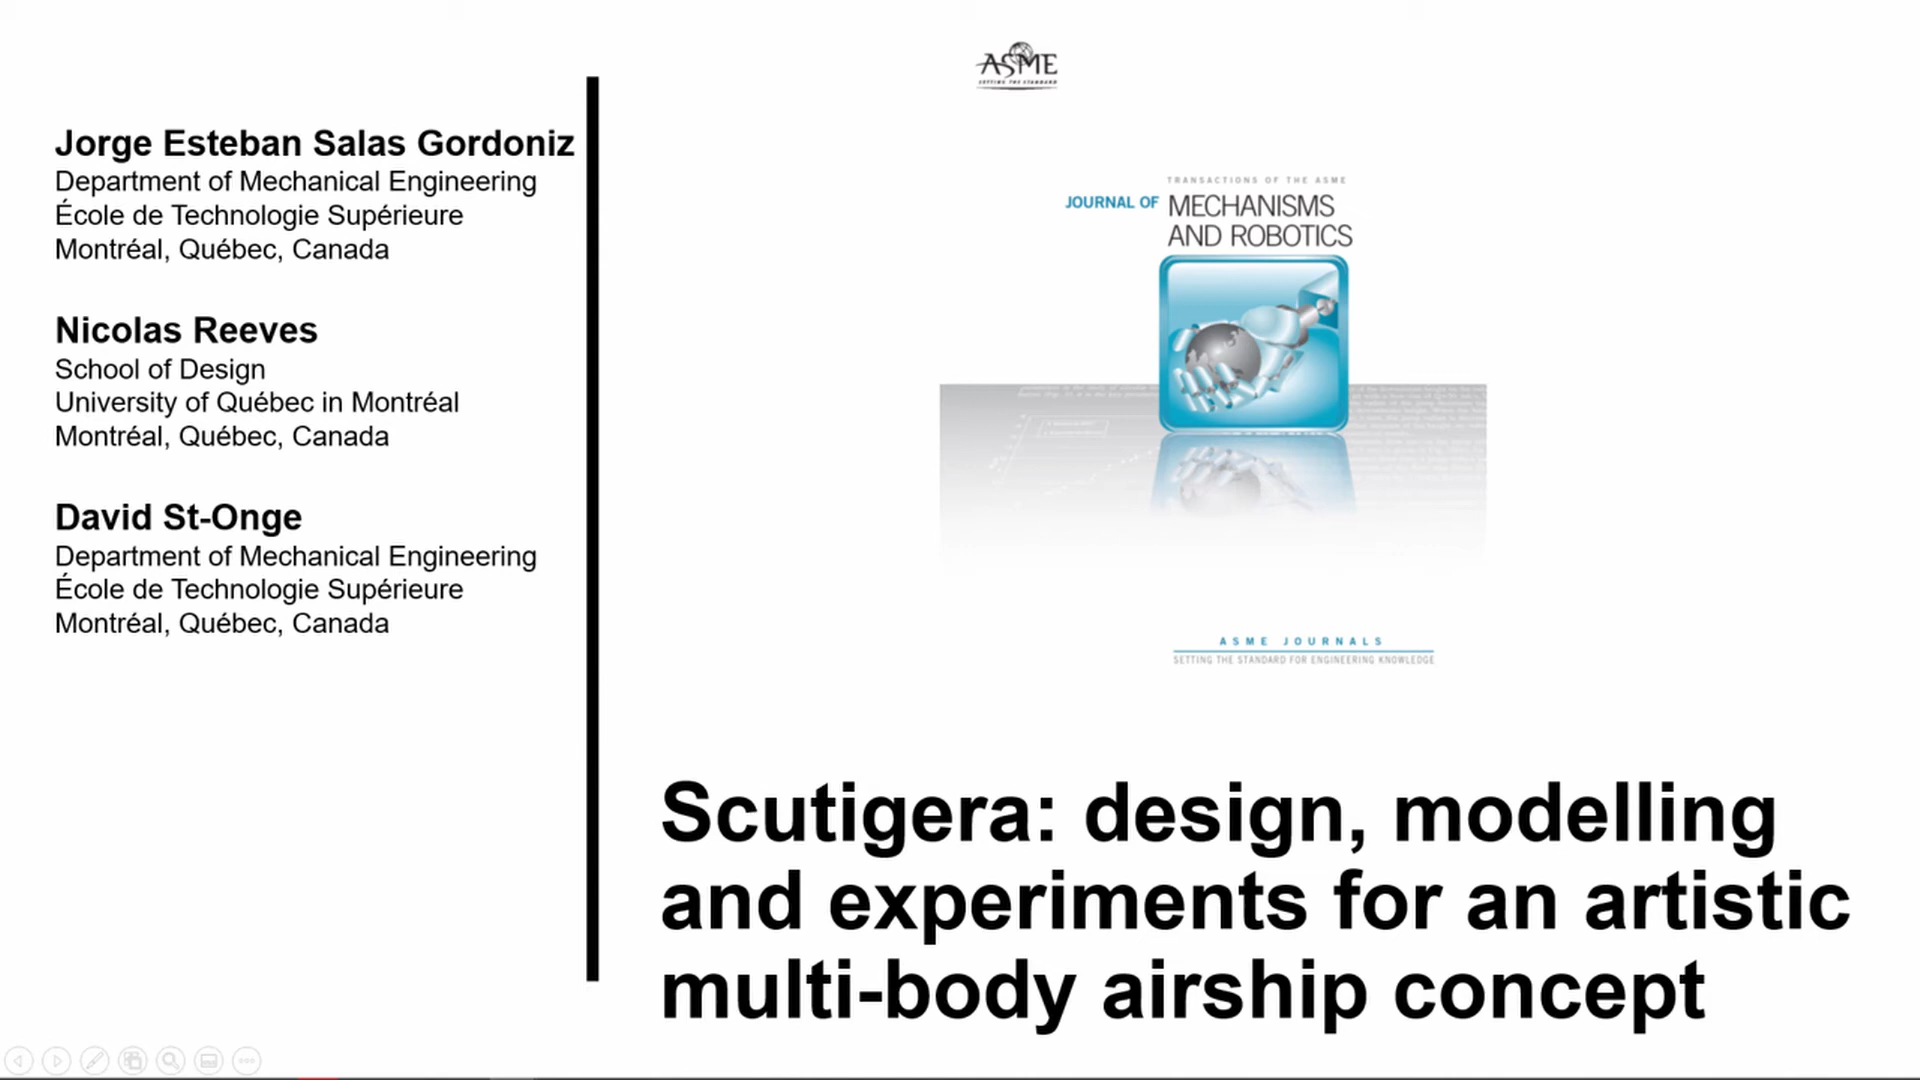 Jorge Esteban Salas Gordoniz
Department of Mechanical Engineering
École de Technologie Supérieure
Montréal, Québec, Canada
Nicolas Reeves
School of Design
University of Québec in Montréal
Montréal, Québec, Canada
David St-Onge
Department of Mechanical Engineering
École de Technologie Supérieure
Montréal, Québec, Canada
ASME
SETTING THE STANDARD
TRANSACTIONS OF THE ASME
JOURNAL OF MECHANISMS
AND ROBOTICS
ASME JOURNALS
SETTING THE STANDARD FOR ENGINEERING KNOWLEDGE
Scutigera: design, modelling
and experiments for an artistic
multi-body airship concept